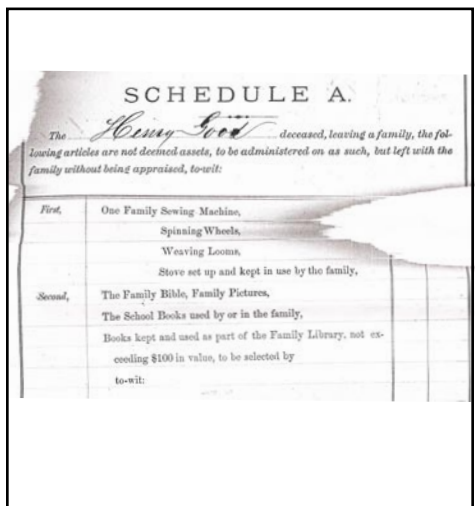 SCHEDULE A.
The Henry Good deceased, leaving a family, the fol-
lowing articles are not deemed assets, to be administered on as such, but left with the
family without being appraised, to-wit:
First, One Family Sewing Machine,
Spinning Wheels,
Weaving Looms,
Stove set up and kept in use by the family,
Second, The Family Bible, Family Pictures,
The School Books used by or in the family,
Books kept and used as part of the Family Library, not ex-
ceeding $100 in value, to be selected by
to-wit: